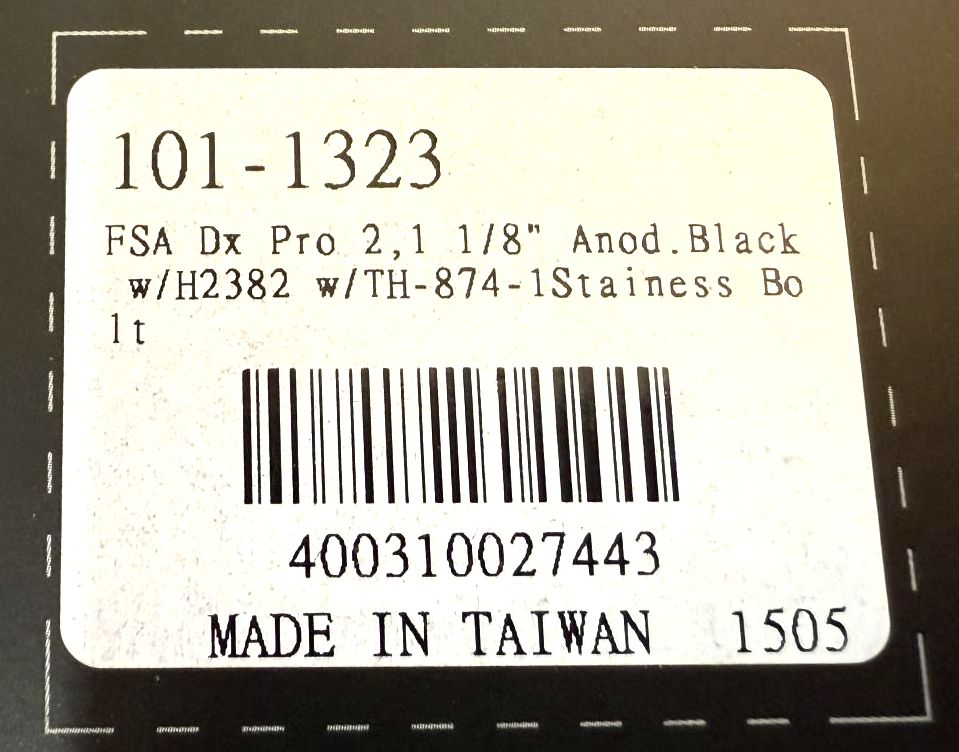 101-1323
FSA Dx Pro 2,1 1/8" Anod.Black
w/H2382 w/TH-874-1Stainess Bo
lt
400310027443
MADE IN TAIWAN 1505